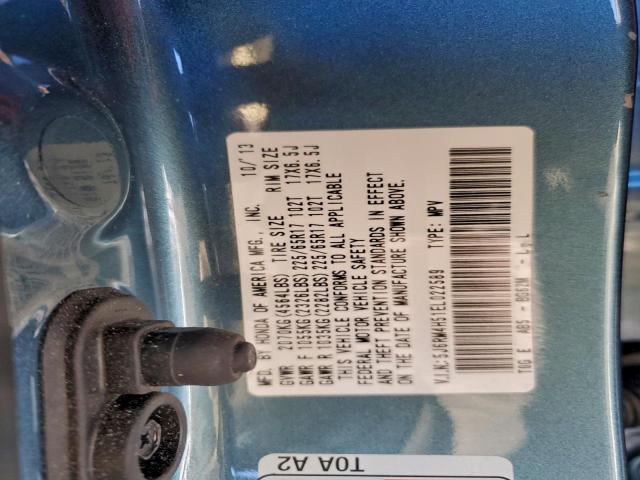 MFD. BY HONDA OF AMERICA MFG., INC. 10/13
GVWR 2070KG(4564LBS) TIRE SIZE RIM SIZE
GAWR F 1055KG(2326LBS)225/65R17 102T 17X6.5J
GAWR R 1035KG(2282LBS)225/65R17 102T 17X6.5J
THIS VEHICLE CONFORMS TO ALL APPLICABLE
FEDERAL MOTOR VEHICLE SAFETY
AND THEFT PREVENTION STANDARDS IN EFFECT
ON THE DATE OF MANUFACTURE SHOWN ABOVE.
V.I.N: TYPE: MPV
T0G E AB5 - BG
T0A A2